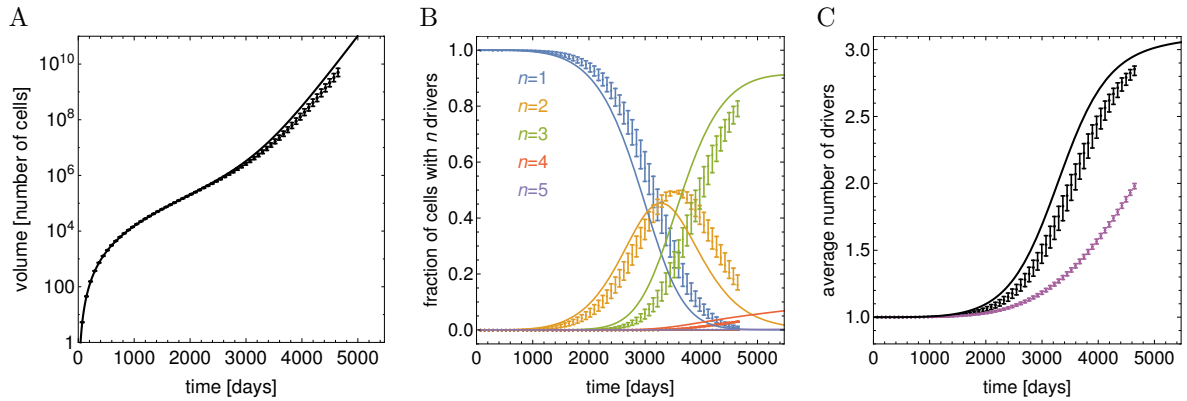 A
volume [number of cells]
10^10
10^8
10^6
10^4
100
1
0 1000 2000 3000 4000 5000
time [days]
B
fraction of cells with n drivers
1.0
0.8
0.6
0.4
0.2
0.0
n=1
n=2
n=3
n=4
n=5
0 1000 2000 3000 4000 5000
time [days]
C
average number of drivers
3.0
2.5
2.0
1.5
1.0
0 1000 2000 3000 4000 5000
time [days]